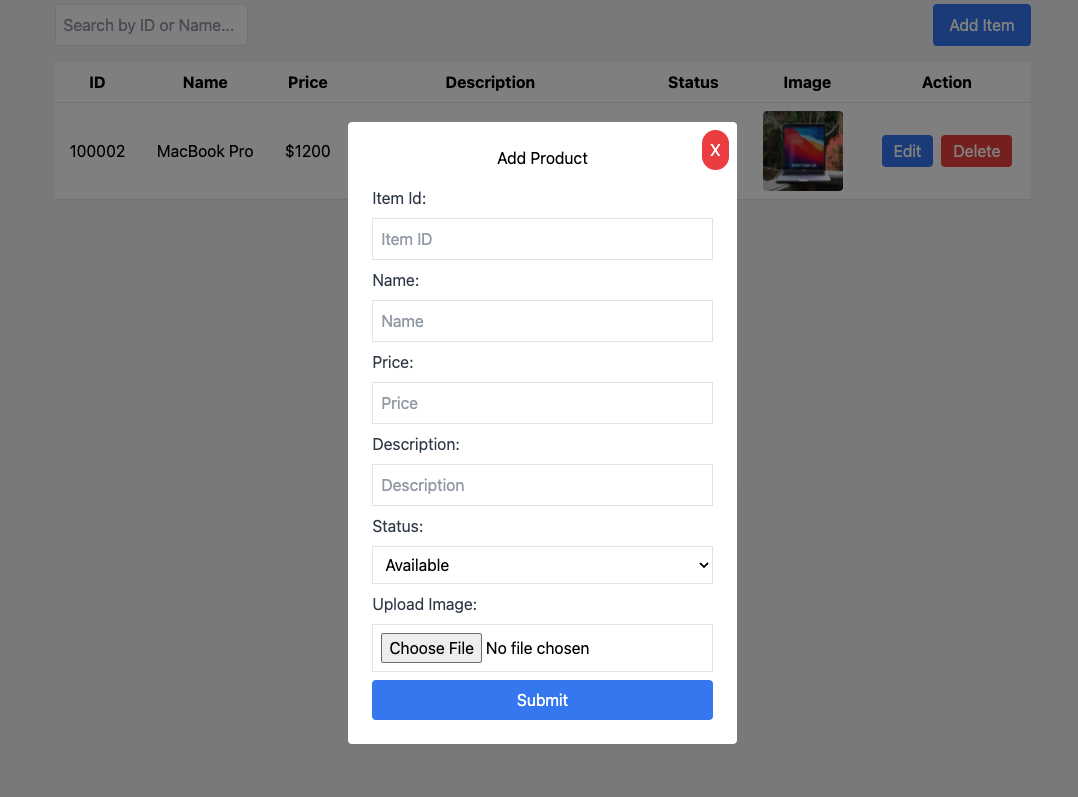 Search by ID or Name...
Add Item
ID Name Price Description Status Image Action
100002 MacBook Pro $1200 Edit Delete
Add Product
X
Item Id:
Item ID
Name:
Name
Price:
Price
Description:
Description
Status:
Available
Upload Image:
Choose File No file chosen
Submit